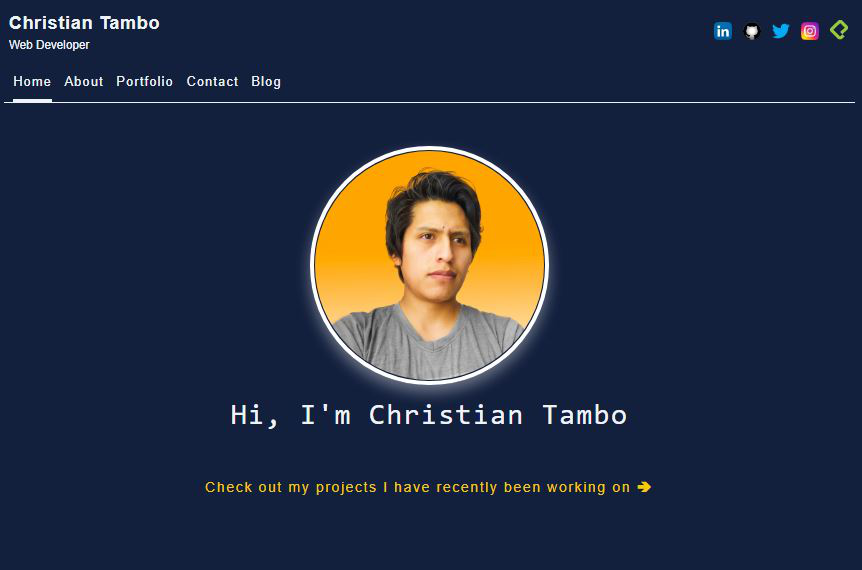 Christian Tambo
Web Developer
Home About Portfolio Contact Blog
Hi, I'm Christian Tambo
Check out my projects I have recently been working on